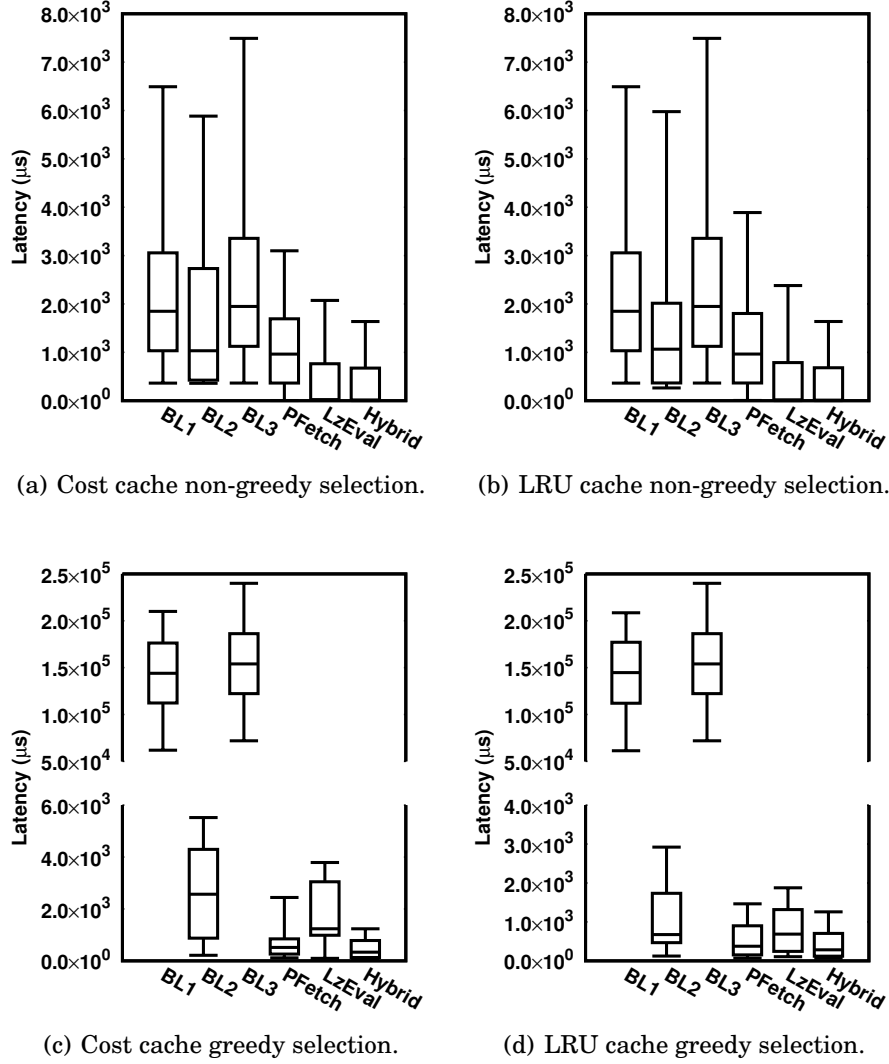 8.0×10³
7.0×10³
6.0×10³
5.0×10³
4.0×10³
3.0×10³
2.0×10³
1.0×10³
0.0×10⁰
Latency (μs)
BL1
BL2
BL3
PFetch
LzEval
Hybrid
(a) Cost cache non-greedy selection.
8.0×10³
7.0×10³
6.0×10³
5.0×10³
4.0×10³
3.0×10³
2.0×10³
1.0×10³
0.0×10⁰
Latency (μs)
BL1
BL2
BL3
PFetch
LzEval
Hybrid
(b) LRU cache non-greedy selection.
2.5×10⁵
2.0×10⁵
1.5×10⁵
1.0×10⁵
5.0×10⁴
6.0×10³
4.0×10³
2.0×10³
0.0×10⁰
Latency (μs)
BL1
BL2
BL3
PFetch
LzEval
Hybrid
(c) Cost cache greedy selection.
2.5×10⁵
2.0×10⁵
1.5×10⁵
1.0×10⁵
5.0×10⁴
4.0×10³
3.0×10³
2.0×10³
1.0×10³
0.0×10⁰
Latency (μs)
BL1
BL2
BL3
PFetch
LzEval
Hybrid
(d) LRU cache greedy selection.